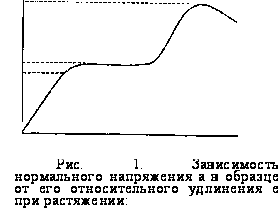 Рис. 1. Зависимость
нормального напряжения а в образце
от его относительного удлинения е
при растяжении: